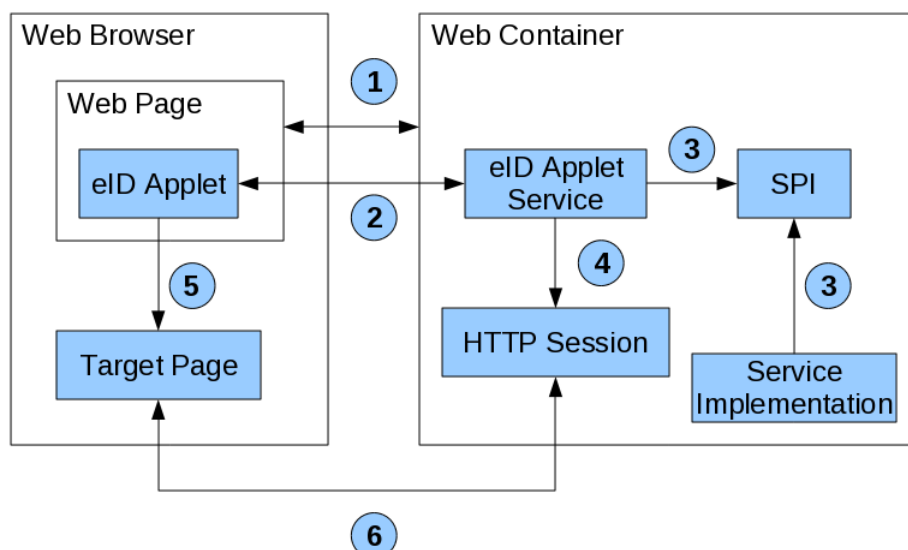 Web Browser
Web Container
Web Page
1
eID Applet
2
eID Applet
Service
3
SPI
5
4
3
Target Page
HTTP Session
Service
Implementation
6